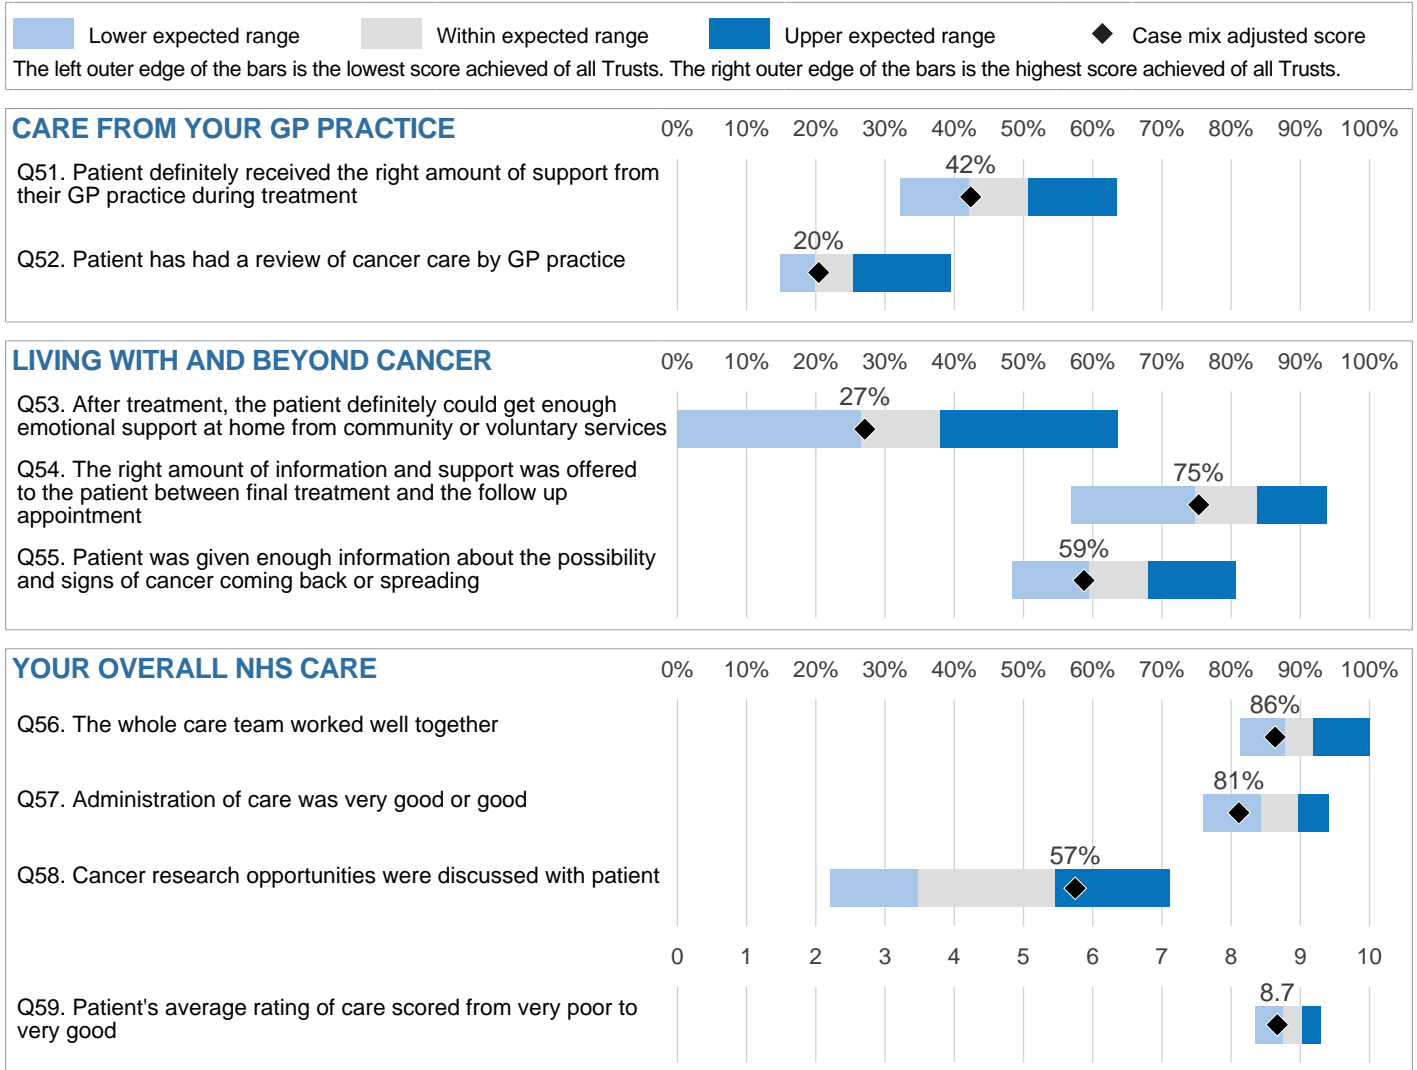 Lower expected range Within expected range Upper expected range Case mix adjusted score
The left outer edge of the bars is the lowest score achieved of all Trusts. The right outer edge of the bars is the highest score achieved of all Trusts.
CARE FROM YOUR GP PRACTICE 0% 10% 20% 30% 40% 50% 60% 70% 80% 90% 100%
42%
Q51. Patient definitely received the right amount of support from
their GP practice during treatment
20%
Q52. Patient has had a review of cancer care by GP practice
LIVING WITH AND BEYOND CANCER 0% 10% 20% 30% 40% 50% 60% 70% 80% 90% 100%
27%
Q53. After treatment, the patient definitely could get enough
emotional support at home from community or voluntary services
Q54. The right amount of information and support was offered
75%
to the patient between final treatment and the follow up
appointment
59%
Q55. Patient was given enough information about the possibility
and signs of cancer coming back or spreading
YOUR OVERALL NHS CARE 0% 10% 20% 30% 40% 50% 60% 70% 80% 90% 100%
86%
Q56. The whole care team worked well together
81%
Q57. Administration of care was very good or good
57%
Q58. Cancer research opportunities were discussed with patient
0 1 2 3 4 5 6 7 8 9 10
8.7
Q59. Patient's average rating of care scored from very poor to
very good